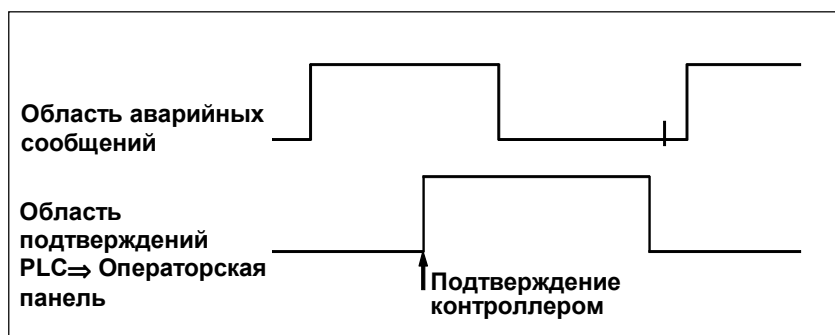 Область аварийных
сообщений
Область
подтверждений
PLC⇒ Операторская
панель
Подтверждение
контроллером